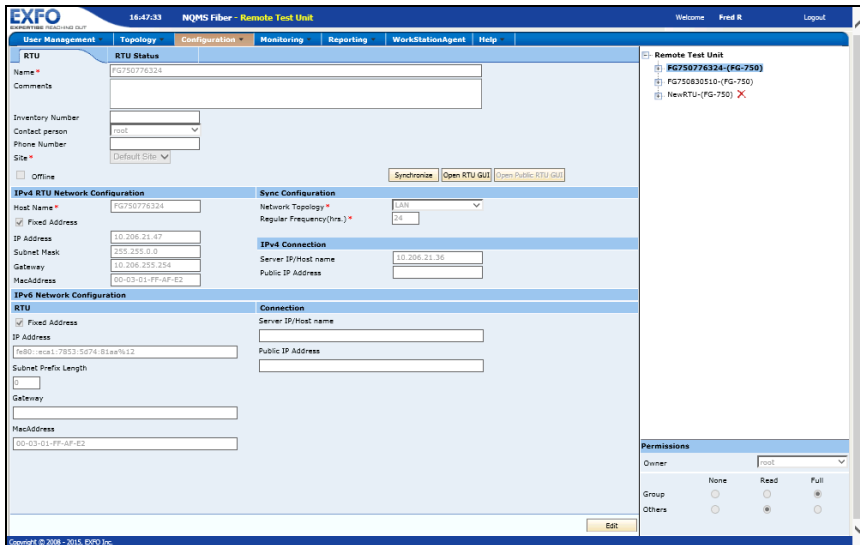 EXFO
EXPERTISE REACHING OUT
16:47:33 NQMS Fiber - Remote Test Unit Welcome Fred R Logout
User Management Topology Configuration Monitoring Reporting WorkStationAgent Help
RTU RTU Status
Name * FG750776324
Comments
Inventory Number
Contact person root
Phone Number
Site * Default Site
Offline Synchronize Open RTU GUI Open Public RTU GUI
IPv4 RTU Network Configuration Sync Configuration
Host Name * FG750776324 Network Topology * LAN
Fixed Address Regular Frequency(hrs.) * 24
IP Address 10.206.21.47
Subnet Mask 255.255.0.0 IPv4 Connection
Gateway 10.206.255.254 Server IP/Host name 10.206.21.36
MacAddress 00-03-01-FF-AF-E2 Public IP Address
IPv6 Network Configuration
RTU Connection
Fixed Address Server IP/Host name
IP Address
fe80::eca1:7853:5d74:81aa%12 Public IP Address
Subnet Prefix Length
0
Gateway
MacAddress
00-03-01-FF-AF-E2
Edit
Remote Test Unit
FG750776324-(FG-750)
FG750830510-(FG-750)
NewRTU-(FG-750)
Permissions
Owner root
None Read Full
Group
Others
Copyright © 2008 - 2015, EXFO Inc.